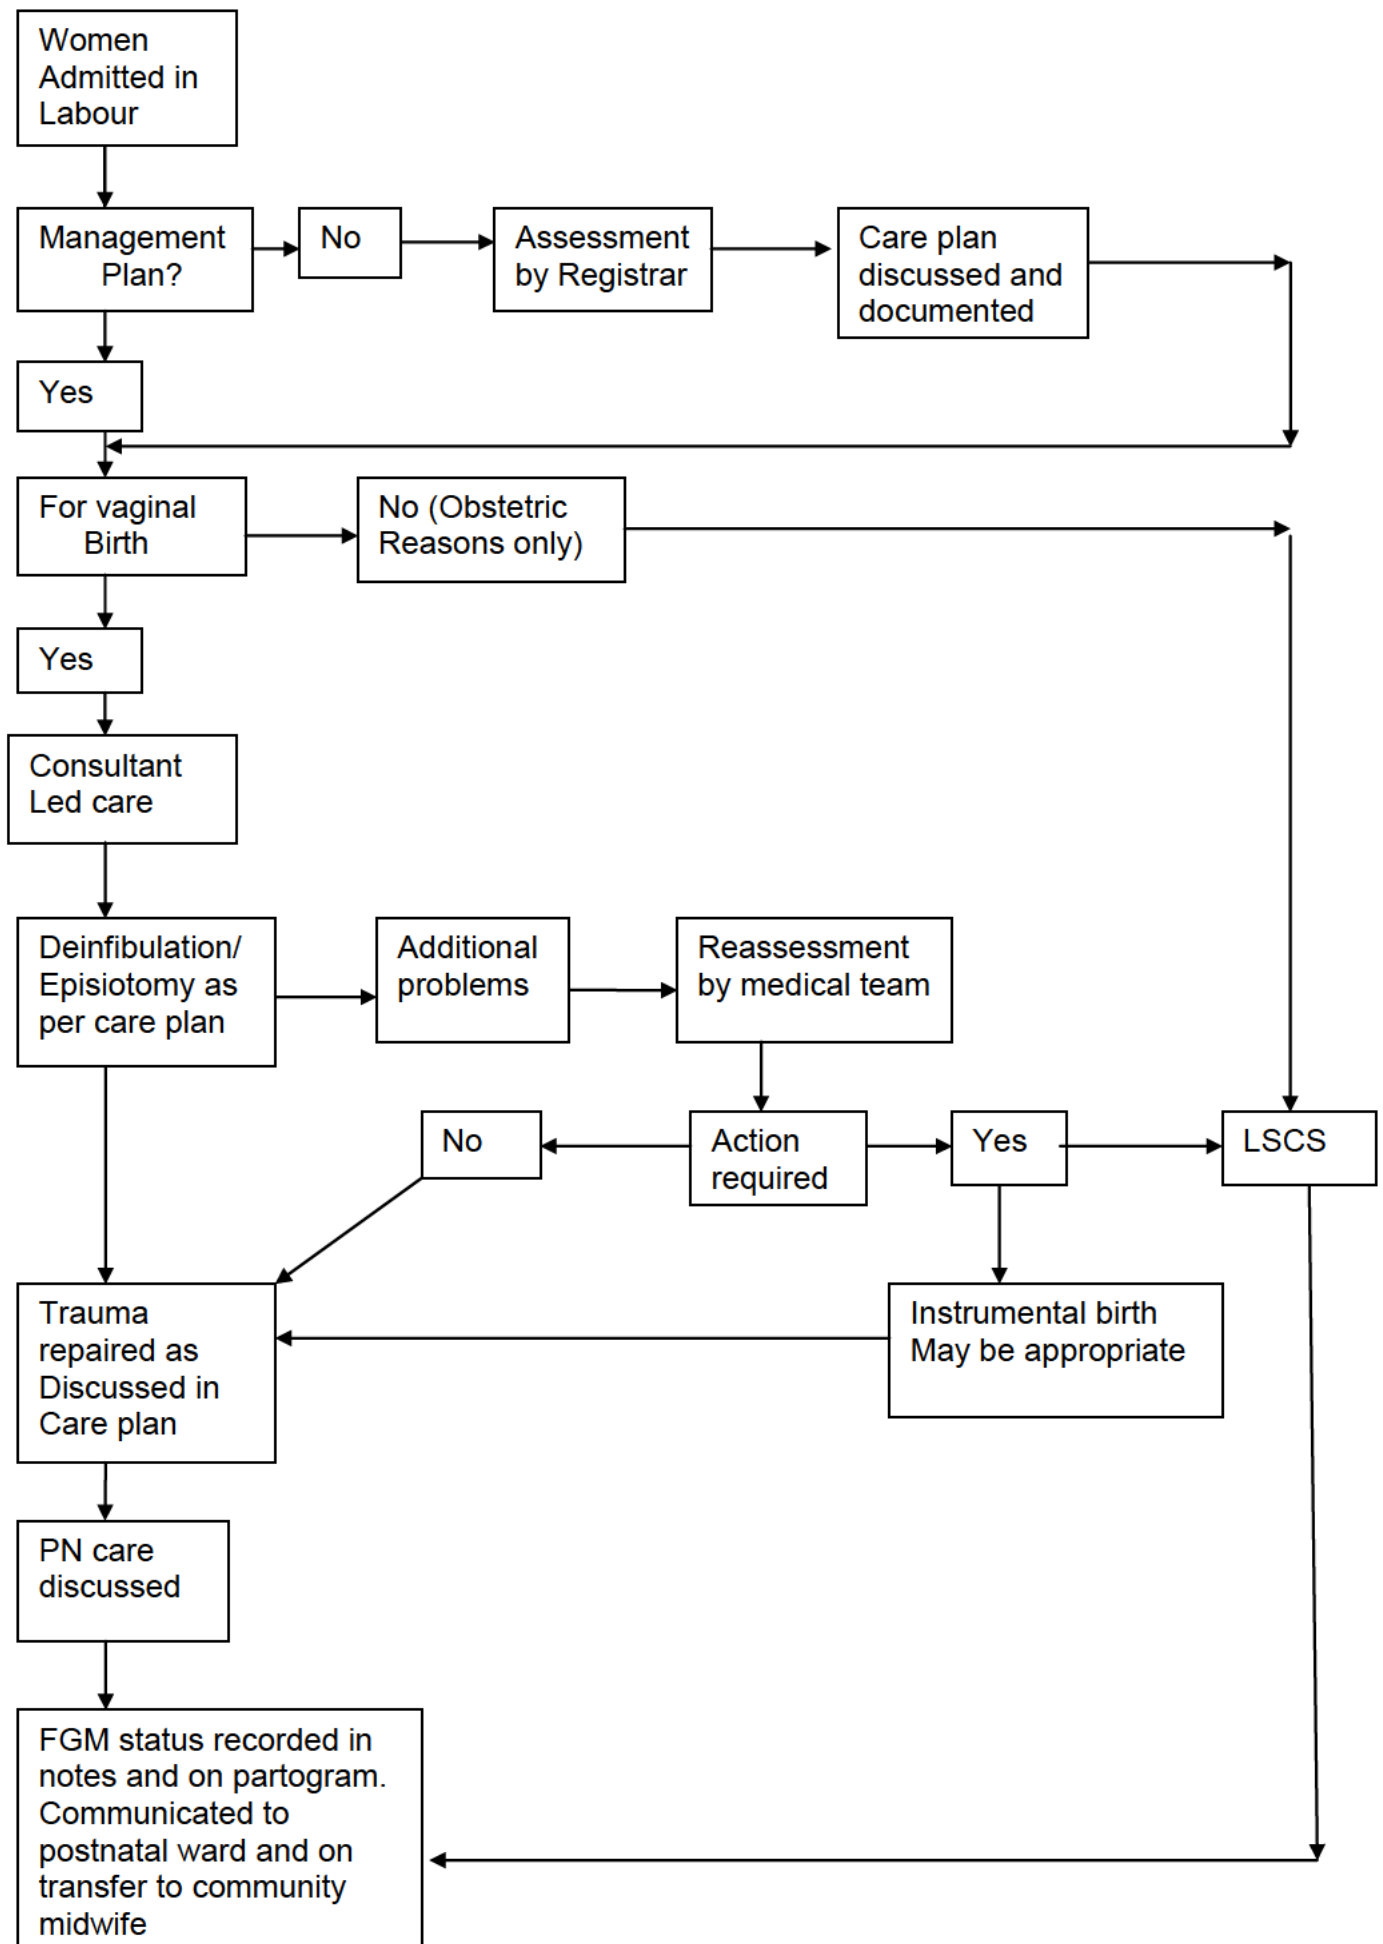 Women
Admitted in
Labour
Management
Plan?
No
Assessment
by Registrar
Care plan
discussed and
documented
Yes
For vaginal
Birth
No (Obstetric
Reasons only)
Yes
Consultant
Led care
Deinfibulation/
Episiotomy as
per care plan
Additional
problems
Reassessment
by medical team
No
Action
required
Yes
LSCS
Trauma
repaired as
Discussed in
Care plan
Instrumental birth
May be appropriate
PN care
discussed
FGM status recorded in
notes and on partogram.
Communicated to
postnatal ward and on
transfer to community
midwife